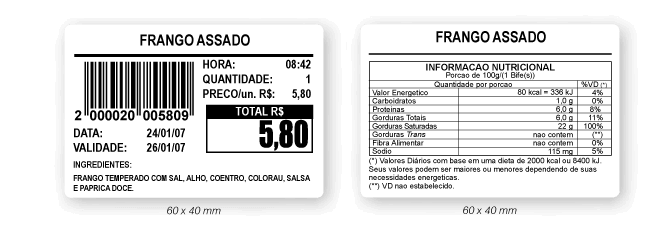 FRANGO ASSADO
HORA: 08:42
QUANTIDADE: 1
PRECO/un. R$: 5,80
2 000020 005809
TOTAL R$
5,80
DATA: 24/01/07
VALIDADE: 26/01/07
INGREDIENTES:
FRANGO TEMPERADO COM SAL, ALHO, COENTRO, COLORAU, SALSA
E PAPRICA DOCE.
60 x 40 mm
FRANGO ASSADO
INFORMACAO NUTRICIONAL
Porcao de 100g/(1 Bife(s))
Quantidade por porcao %VD (*)
Valor Energetico 80 kcal = 336 kJ 4%
Carboidratos 1,0 g 0%
Proteinas 6,0 g 8%
Gorduras Totais 6,0 g 11%
Gorduras Saturadas 22 g 100%
Gorduras Trans nao contem (**)
Fibra Alimentar nao contem 0%
Sodio 115 mg 5%
(*) Valores Diários com base em uma dieta de 2000 kcal ou 8400 kJ.
Seus valores podem ser maiores ou menores dependendo de suas
necessidades energeticas.
(**) VD nao estabelecido.
60 x 40 mm